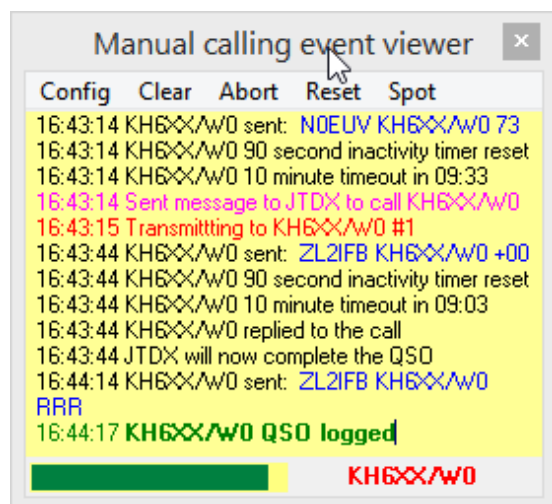 Manual calling event viewer
Config Clear Abort Reset Spot
16:43:14 KH6XX/W0 sent: N0EUV KH6XX/W0 73
16:43:14 KH6XX/W0 90 second inactivity timer reset
16:43:14 KH6XX/W0 10 minute timeout in 09:33
16:43:14 Sent message to JTDX to call KH6XX/W0
16:43:15 Transmittting to KH6XX/W0 #1
16:43:44 KH6XX/W0 sent: ZL2IFB KH6XX/W0 +00
16:43:44 KH6XX/W0 90 second inactivity timer reset
16:43:44 KH6XX/W0 10 minute timeout in 09:03
16:43:44 KH6XX/W0 replied to the call
16:43:44 JTDX will now complete the QSO
16:44:14 KH6XX/W0 sent: ZL2IFB KH6XX/W0
RRR
16:44:17 KH6XX/W0 QSO logged
KH6XX/W0